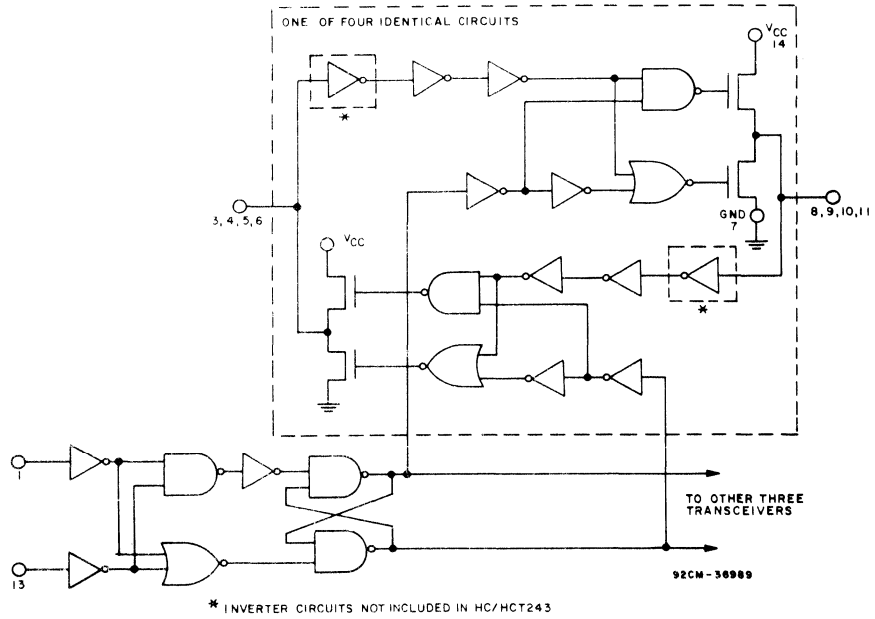 ONE OF FOUR IDENTICAL CIRCUITS
VCC
14
*
3, 4, 5, 6
GND
7
8, 9, 10, 11
VCC
*
1
TO OTHER THREE
TRANSCEIVERS
13
92CM-36989
* INVERTER CIRCUITS NOT INCLUDED IN HC/HCT243